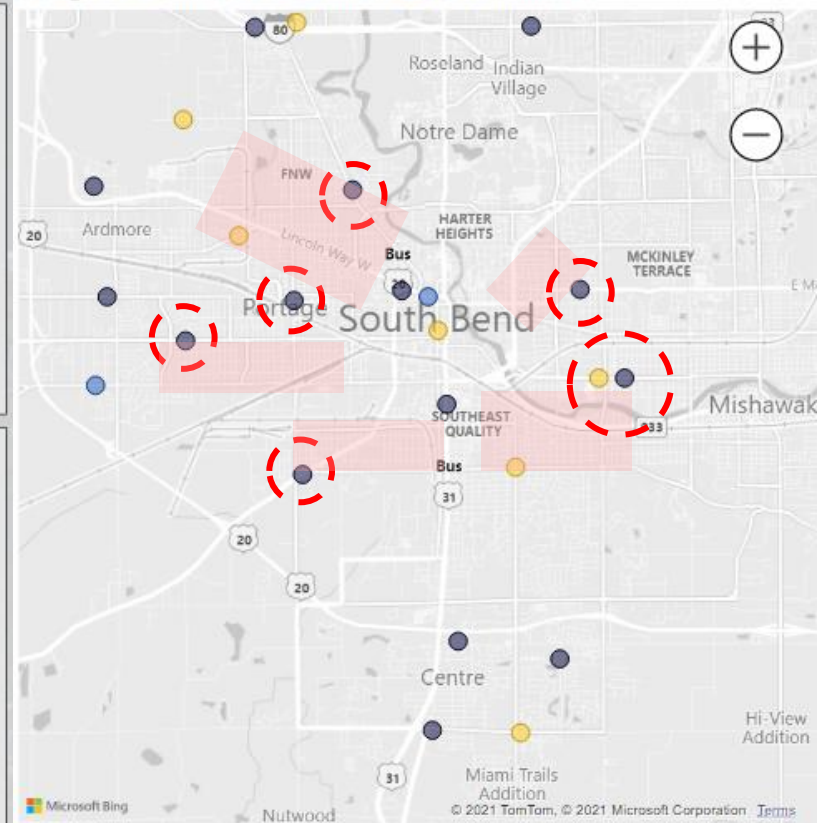 80
23
Roseland
Indian
Village
Notre Dame
FNW
HARTER
HEIGHTS
20
Ardmore
Lincoln Way W
Bus
20
MCKINLEY
TERRACE
E M
Portage
South Bend
Mishawak
SOUTHEAST
QUALITY
933
Bus
31
20
20
Centre
Hi-View
Addition
31
Miami Trails
Addition
Microsoft Bing
© 2021 TomTom, © 2021 Microsoft Corporation Terms
Nutwood